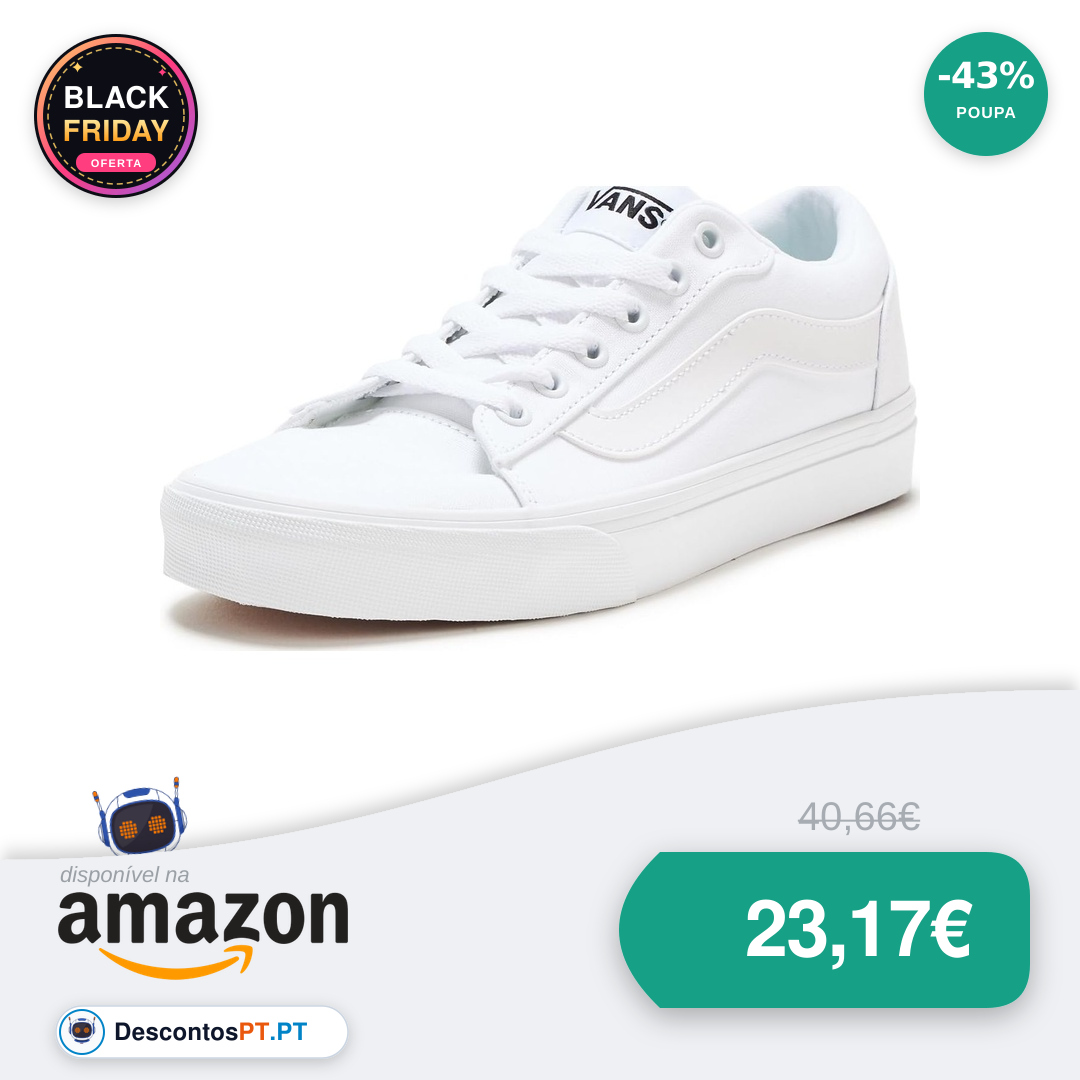 BLACK
FRIDAY
OFERTA
-43%
POUPA
VANS
40,66€
23,17€
disponível na
amazon
DescontosPT.PT